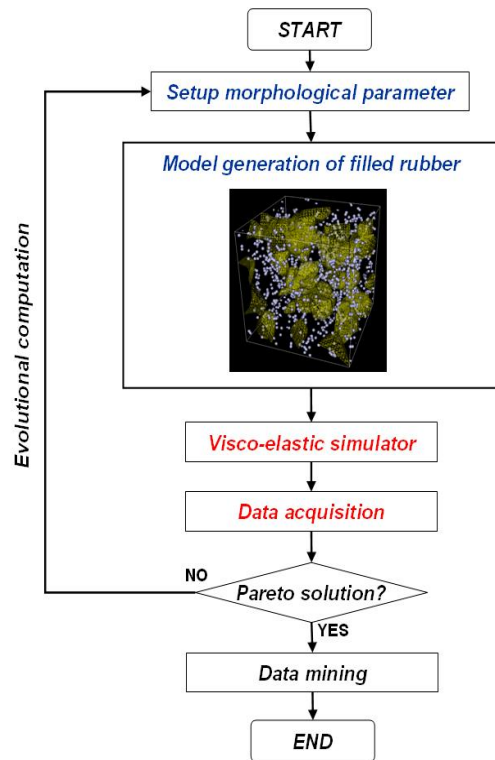 START
Setup morphological parameter
Model generation of filled rubber
Evolutional computation
Visco-elastic simulator
Data acquisition
NO
Pareto solution?
YES
Data mining
END